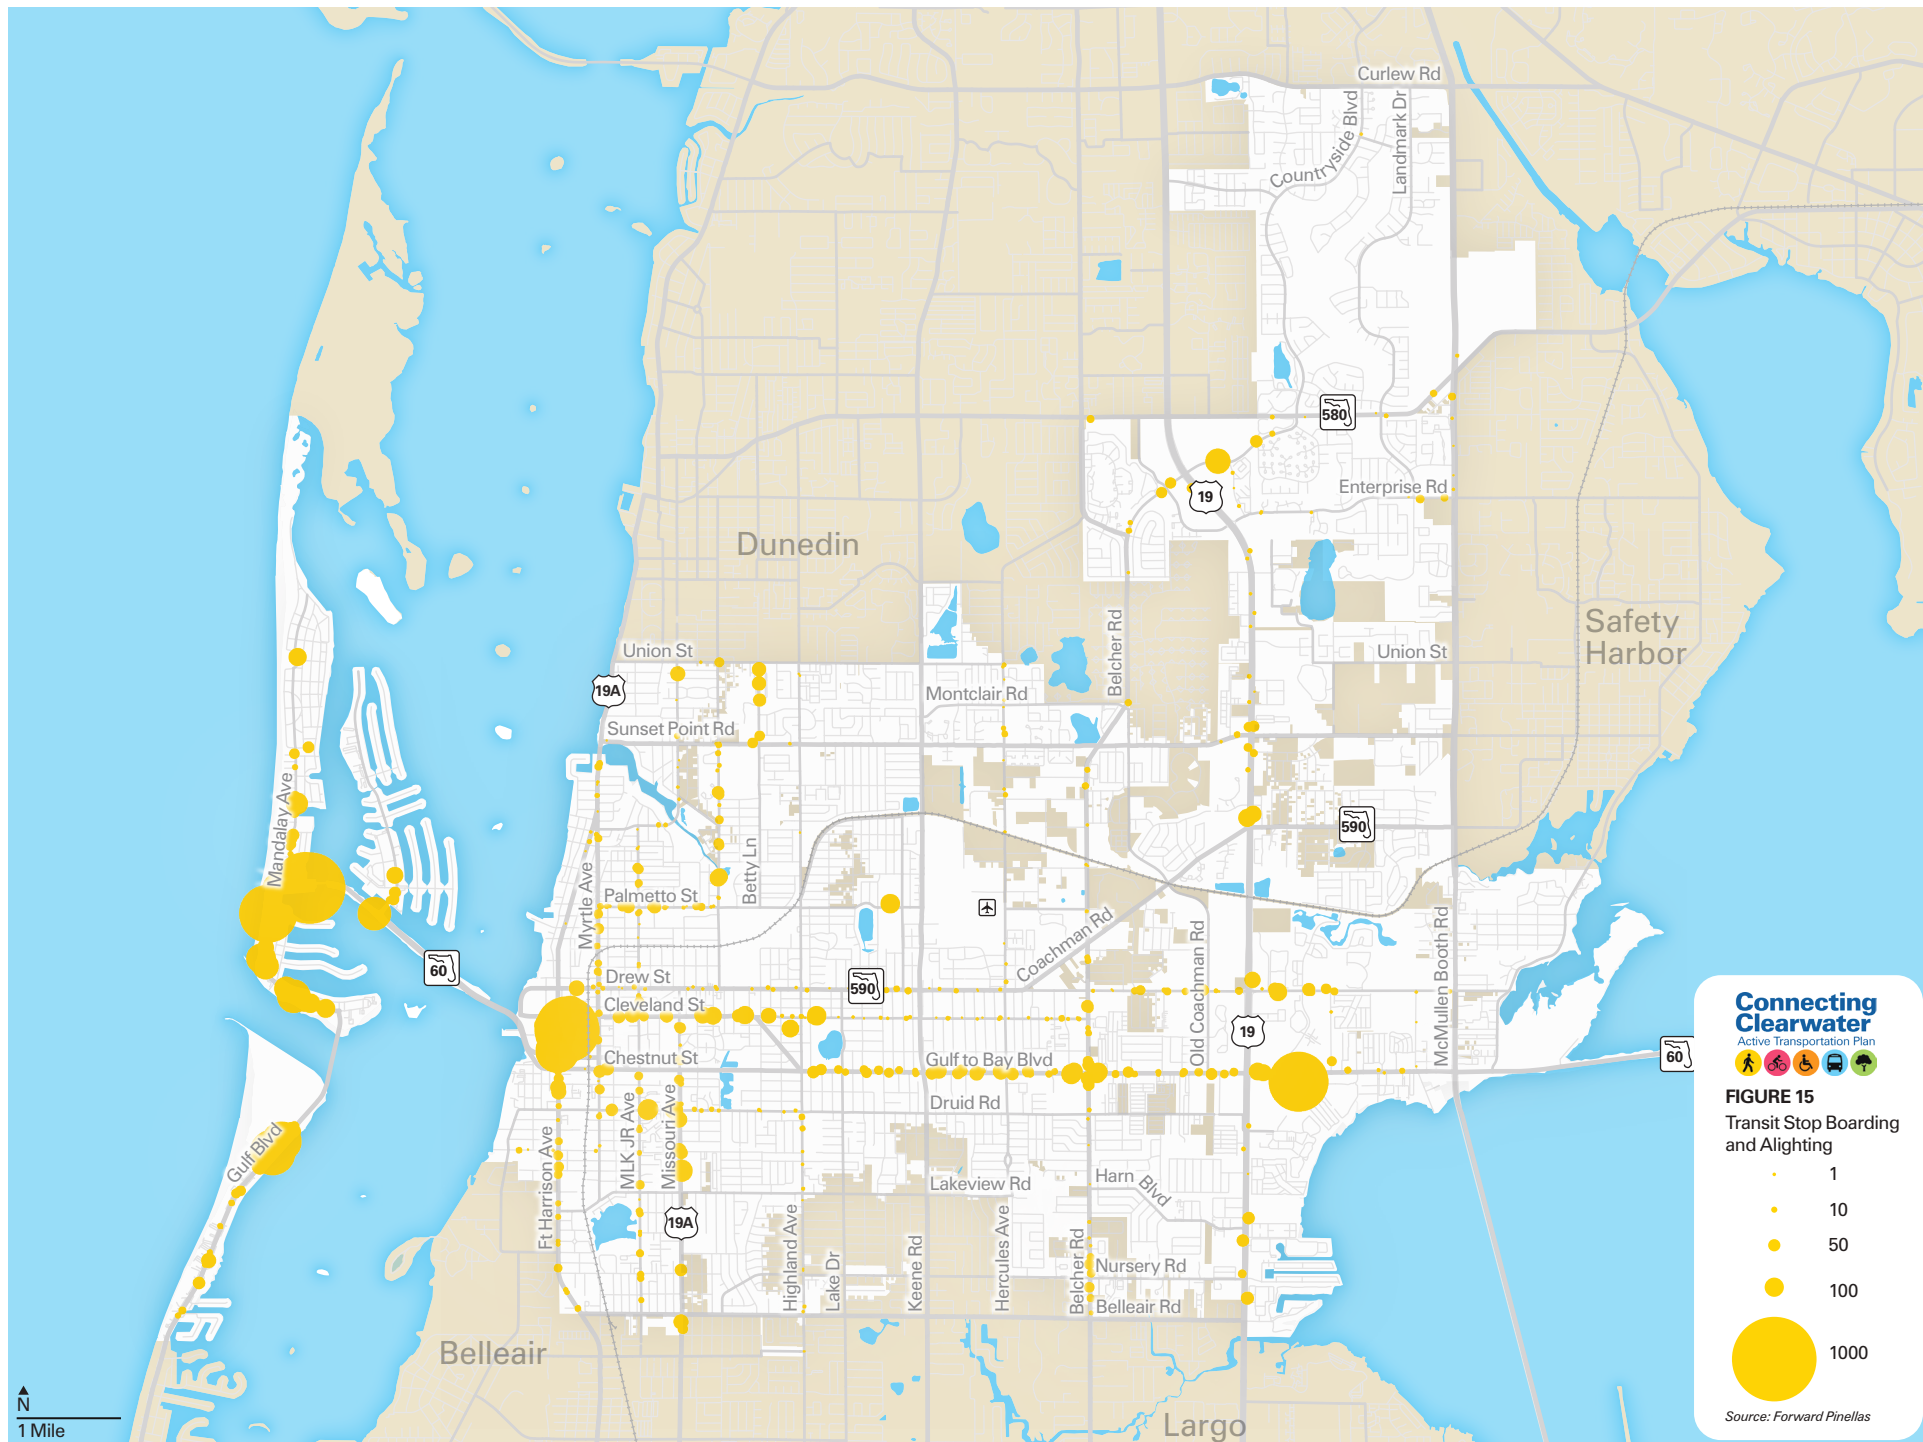 Curlew Rd
Countryside Blvd
Landmark Dr
580
Enterprise Rd
19
Dunedin
Safety
Harbor
Belcher Rd
Union St
Union St
19A
Montclair Rd
Sunset Point Rd
Mandalay Ave
590
Betty Ln
Myrtle Ave
Palmetto St
Coachman Rd
Old Coachman Rd
McMullen Booth Rd
60
Drew St
590
Cleveland St
19
Chestnut St
Gulf to Bay Blvd
60
Druid Rd
Gulf Blvd
Ft Harrison Ave
MLK JR Ave
Missouri Ave
Lakeview Rd
Harn Blvd
19A
Highland Ave
Lake Dr
Keene Rd
Hercules Ave
Belcher Rd
Nursery Rd
Belleair Rd
Belleair
Largo
N
1 Mile
Connecting
Clearwater
Active Transportation Plan
FIGURE 15
Transit Stop Boarding
and Alighting
1
10
50
100
1000
Source: Forward Pinellas